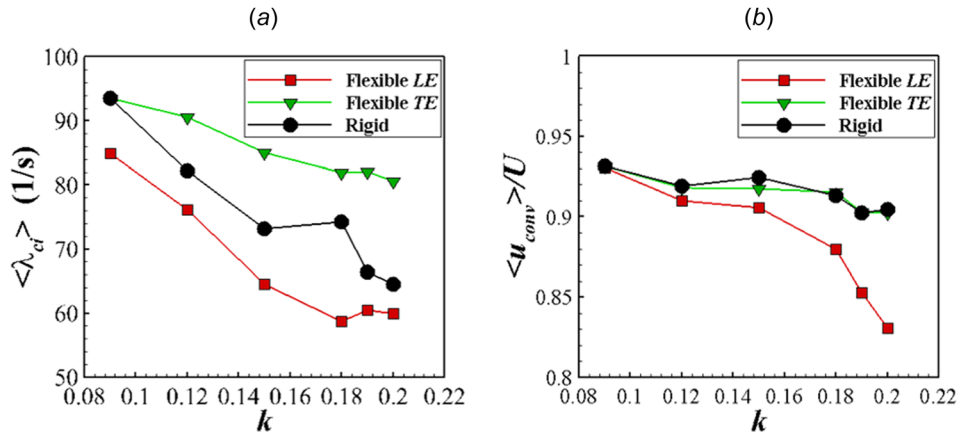 (a)
100
90
80
70
60
50
0.08 0.1 0.12 0.14 0.16 0.18 0.2 0.22
k
<λci> (1/s)
Flexible LE
Flexible TE
Rigid
(b)
1
0.95
0.9
0.85
0.8
0.08 0.1 0.12 0.14 0.16 0.18 0.2 0.22
k
<uconv>/U
Flexible LE
Flexible TE
Rigid